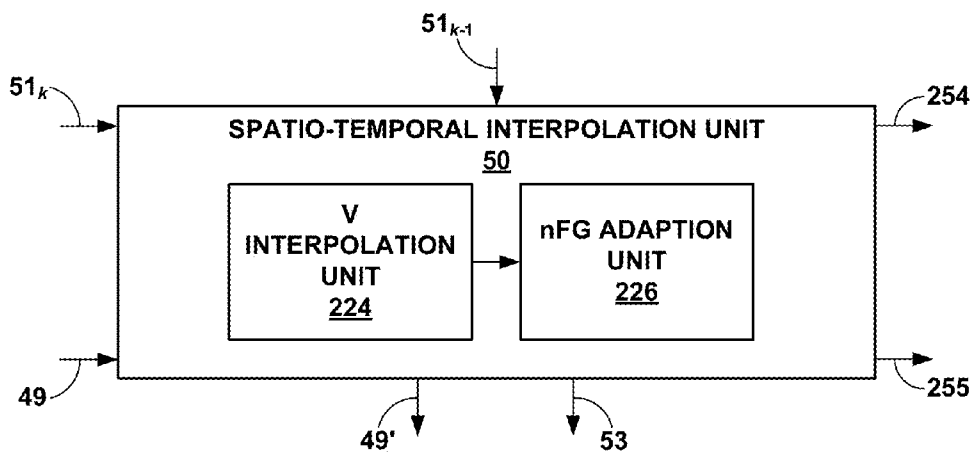 51k-1
51k
254
SPATIO-TEMPORAL INTERPOLATION UNIT
50
V
INTERPOLATION
UNIT
224
nFG ADAPTION
UNIT
226
49
255
49'
53